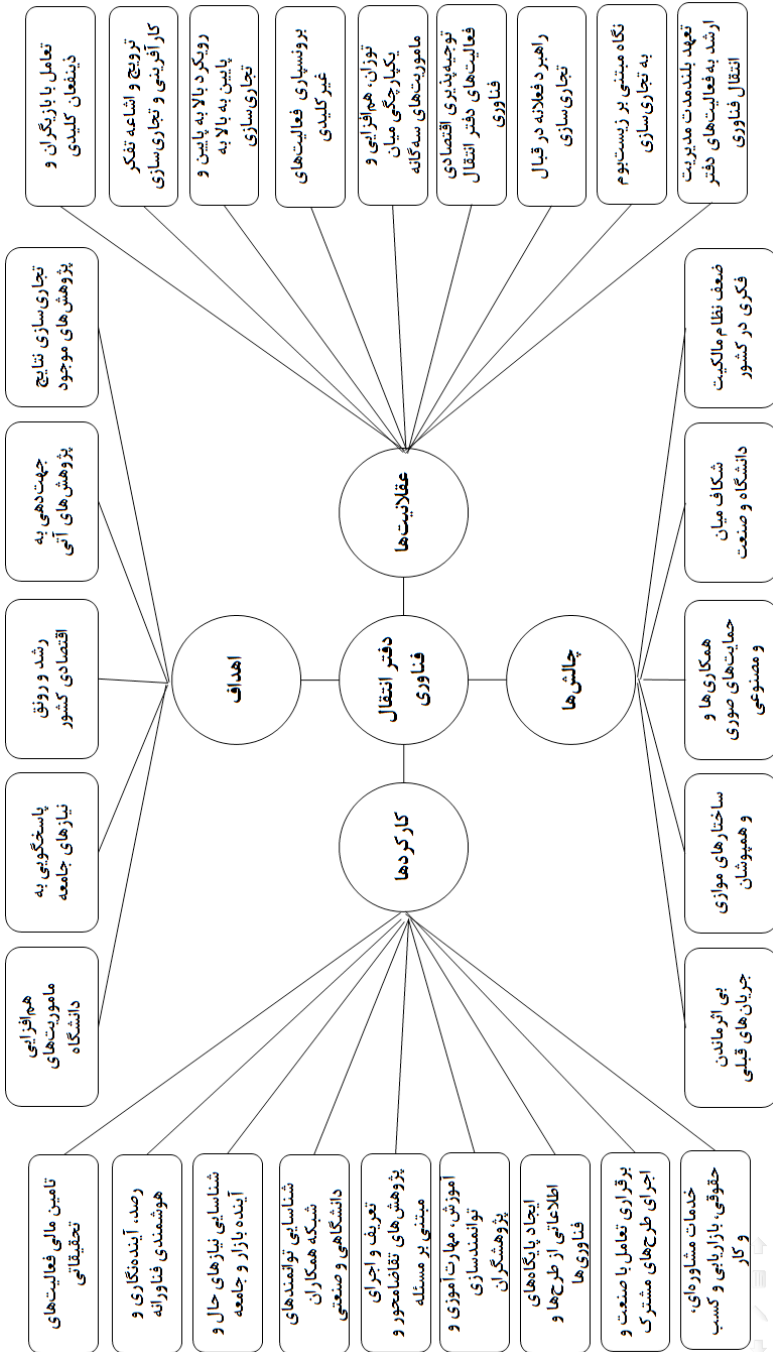 تجاری‌سازی نتایج
پژوهش‌های موجود
جهت‌دهی به
پژوهش‌های آتی
رشد و رونق
اقتصادی کشور
پاسخگویی به
نیازهای جامعه
هم‌افزایی
ماموریت‌های
دانشگاه
تعامل با بازیگران و
ذینفعان کلیدی
ترویج و اشاعه تفکر
کارآفرینی و تجاری‌سازی
رویکرد بالا به پایین و
پایین به بالا به
تجاری‌سازی
برونسپاری فعالیت‌های
غیر کلیدی
توزان، هم‌افزایی و
یکپارچگی میان
ماموریت‌های سه‌گانه
توجیه‌پذیری اقتصادی
فعالیت‌های دفتر انتقال
فناوری
راهبرد فعلانه در قبال
تجاری‌سازی
نگاه مبتنی بر زیست‌بوم
به تجاری‌سازی
تعهد بلندمدت مدیریت
ارشد به فعالیت‌های دفتر
انتقال فناوری
اهداف
عقلانیت‌ها
دفتر انتقال
فناوری
کارکردها
چالش‌ها
تامین مالی فعالیت‌های
تحقیقاتی
رصد، آینده‌نگاری و
هوشمندی فناورانه
شناسایی نیازهای حال و
آینده بازار و جامعه
شناسایی توانمندهای
شبکه همکاران
دانشگاهی و صنعتی
تعریف و اجرای
پژوهش‌های تقاضامحور و
مبتنی بر مسئله
آموزش، مهارت‌آموزی و
توانمندسازی
پژوهشگران
ایجاد پایگاه‌های
اطلاعاتی از طرح‌ها و
فناوری‌ها
برقراری تعامل با صنعت و
اجرای طرح‌های مشترک
خدمات مشاوره‌ای،
حقوقی، بازاریابی و کسب
و کار
ضعف نظام مالکیت
فکری در کشور
شکاف میان
دانشگاه و صنعت
همکاری‌ها و
حمایت‌های صوری
و مصنوعی
ساختارهای موازی
و همپوشان
بی اثرماندن
جریان‌های قبلی